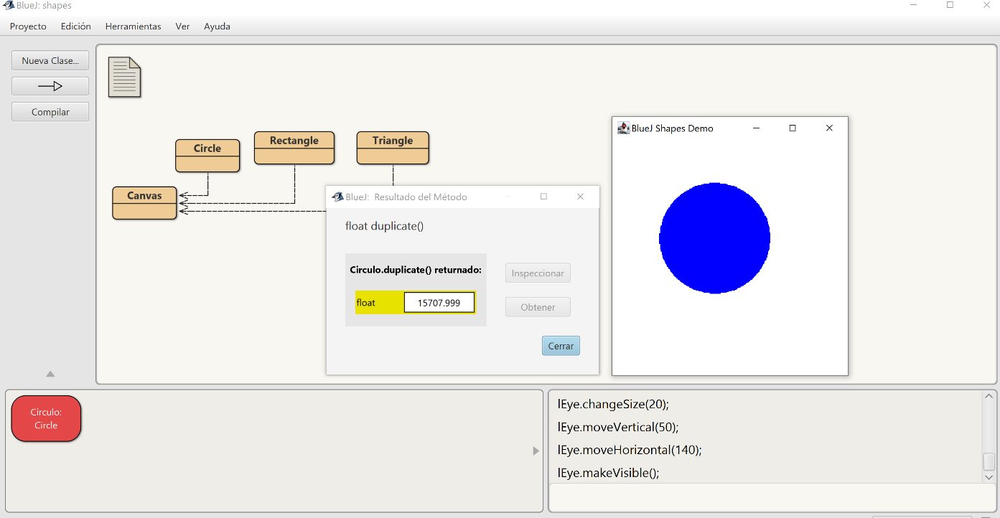 BlueJ: shapes
Proyecto Edición Herramientas Ver Ayuda
Nueva Clase...
Compilar
Circle
Rectangle
Triangle
Canvas
BlueJ: Resultado del Método
float duplicate()
Circulo.duplicate() returnado:
float 15707.999
Inspeccionar
Obtener
Cerrar
BlueJ Shapes Demo
Circulo:
Circle
lEye.changeSize(20);
lEye.moveVertical(50);
lEye.moveHorizontal(140);
lEye.makeVisible();